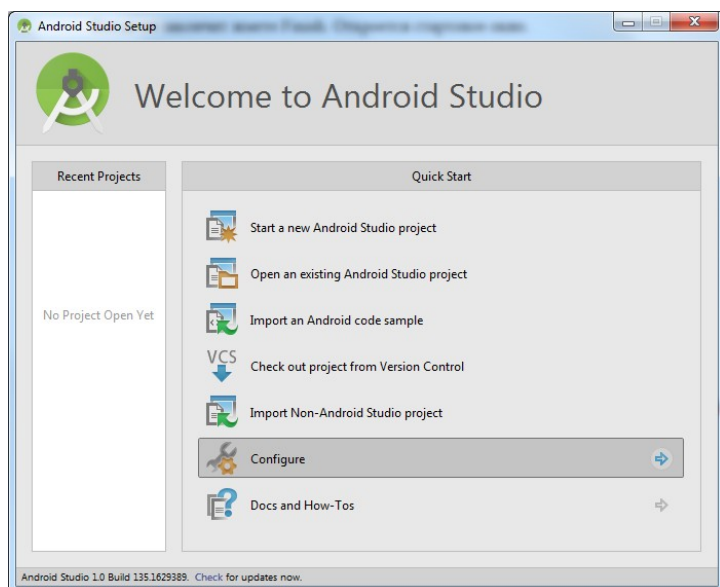 Android Studio Setup
Welcome to Android Studio
Recent Projects
No Project Open Yet
Quick Start
Start a new Android Studio project
Open an existing Android Studio project
Import an Android code sample
VCS
Check out project from Version Control
Import Non-Android Studio project
Configure
Docs and How-Tos
Android Studio 1.0 Build 135.1629389. Check for updates now.